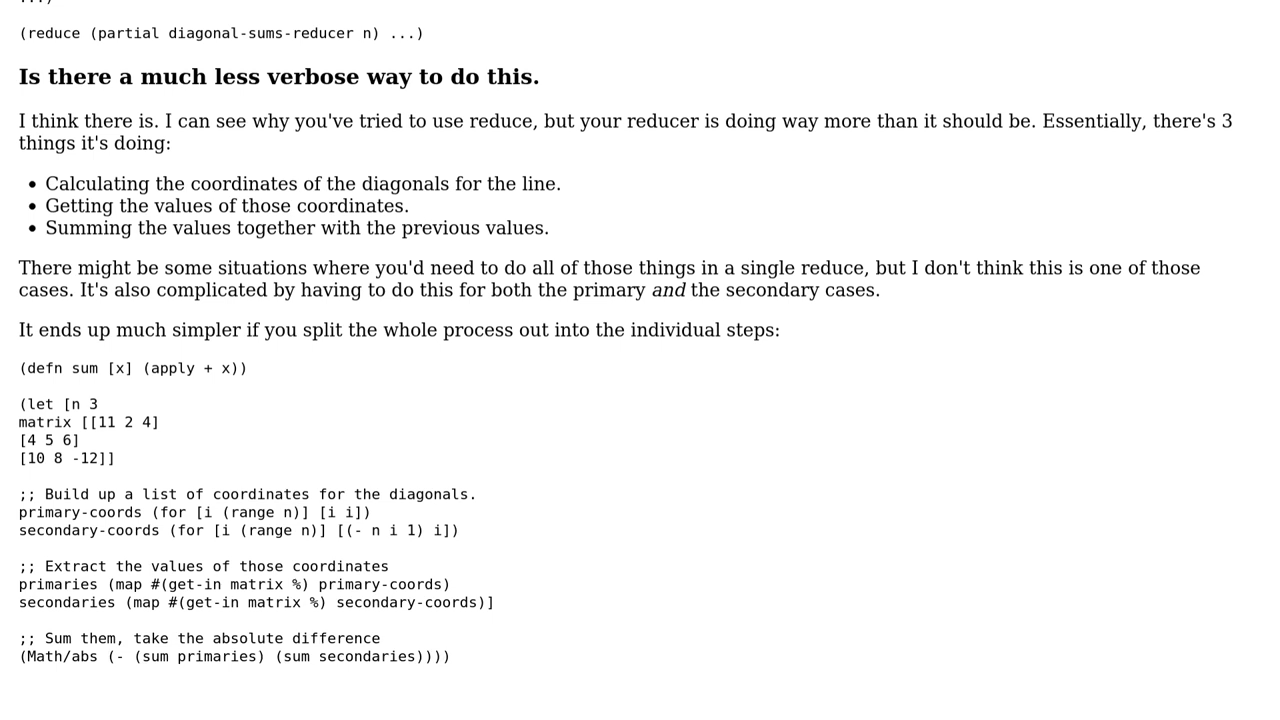 ...)
(reduce (partial diagonal-sums-reducer n) ...)
Is there a much less verbose way to do this.
I think there is. I can see why you've tried to use reduce, but your reducer is doing way more than it should be. Essentially, there's 3
things it's doing:
• Calculating the coordinates of the diagonals for the line.
• Getting the values of those coordinates.
• Summing the values together with the previous values.
There might be some situations where you'd need to do all of those things in a single reduce, but I don't think this is one of those
cases. It's also complicated by having to do this for both the primary and the secondary cases.
It ends up much simpler if you split the whole process out into the individual steps:
(defn sum [x] (apply + x))
(let [n 3
matrix [[11 2 4]
[4 5 6]
[10 8 -12]]
;; Build up a list of coordinates for the diagonals.
primary-coords (for [i (range n)] [i i])
secondary-coords (for [i (range n)] [(- n i 1) i])
;; Extract the values of those coordinates
primaries (map #(get-in matrix %) primary-coords)
secondaries (map #(get-in matrix %) secondary-coords)]
;; Sum them, take the absolute difference
(Math/abs (- (sum primaries) (sum secondaries))))